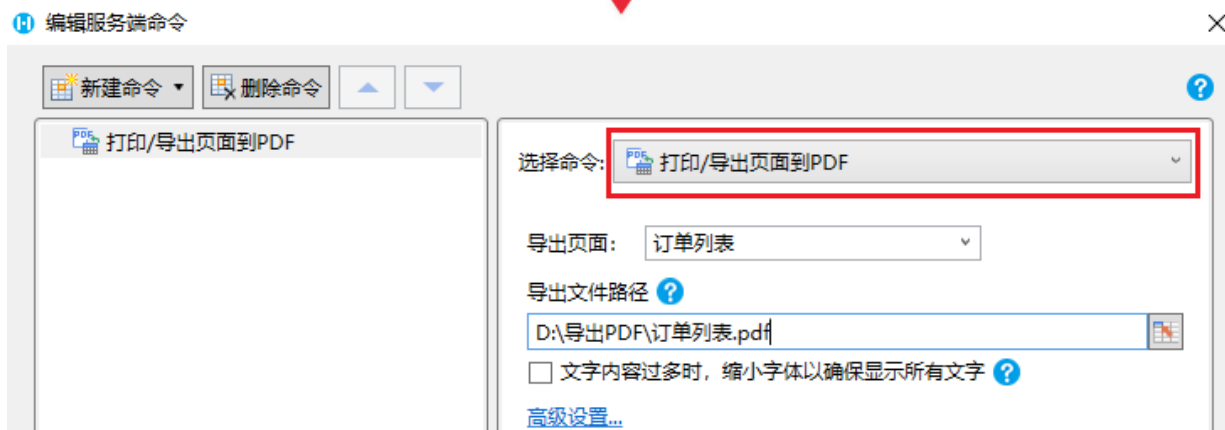 编辑服务端命令
新建命令 删除命令
打印/导出页面到PDF
选择命令: 打印/导出页面到PDF
导出页面: 订单列表
导出文件路径
D:\导出PDF\订单列表.pdf
文字内容过多时，缩小字体以确保显示所有文字
高级设置...